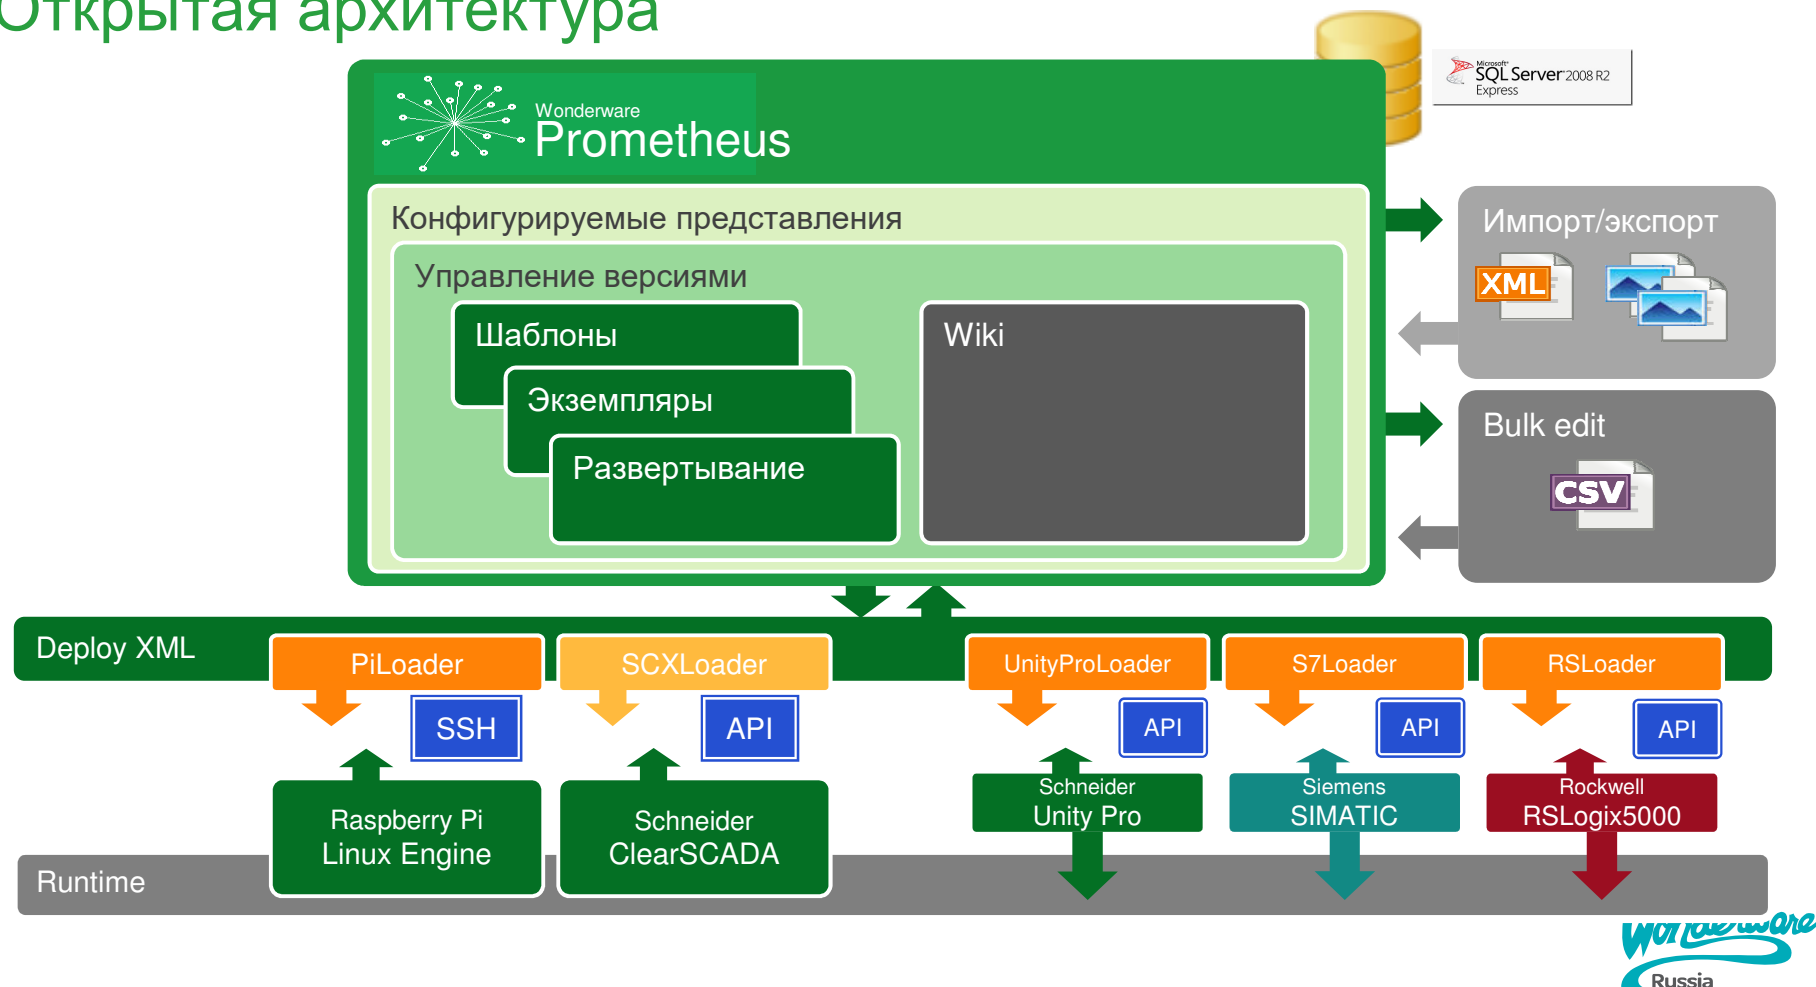 Открытая архитектура
Microsoft
SQL Server 2008 R2
Express
Wonderware
Prometheus
Конфигурируемые представления
Управление версиями
Шаблоны
Экземпляры
Развертывание
Wiki
Импорт/экспорт
XML
Bulk edit
CSV
Deploy XML
PiLoader
SCXLoader
UnityProLoader
S7Loader
RSLoader
SSH
API
API
API
API
Raspberry Pi
Linux Engine
Schneider
ClearSCADA
Schneider
Unity Pro
Siemens
SIMATIC
Rockwell
RSLogix5000
Runtime
Wonderware
Russia